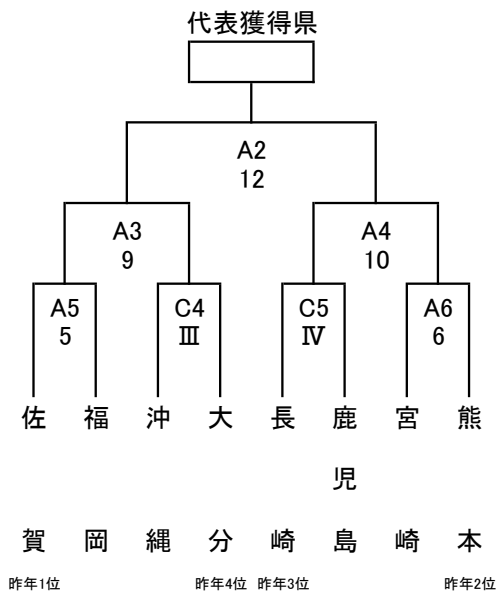 代表獲得県
A2
12
A3
9
A4
10
A5
5
C4
Ⅲ
C5
Ⅳ
A6
6
佐賀
福岡
沖縄
大分
長崎
鹿児島
宮崎
熊本
昨年1位
昨年4位
昨年3位
昨年2位